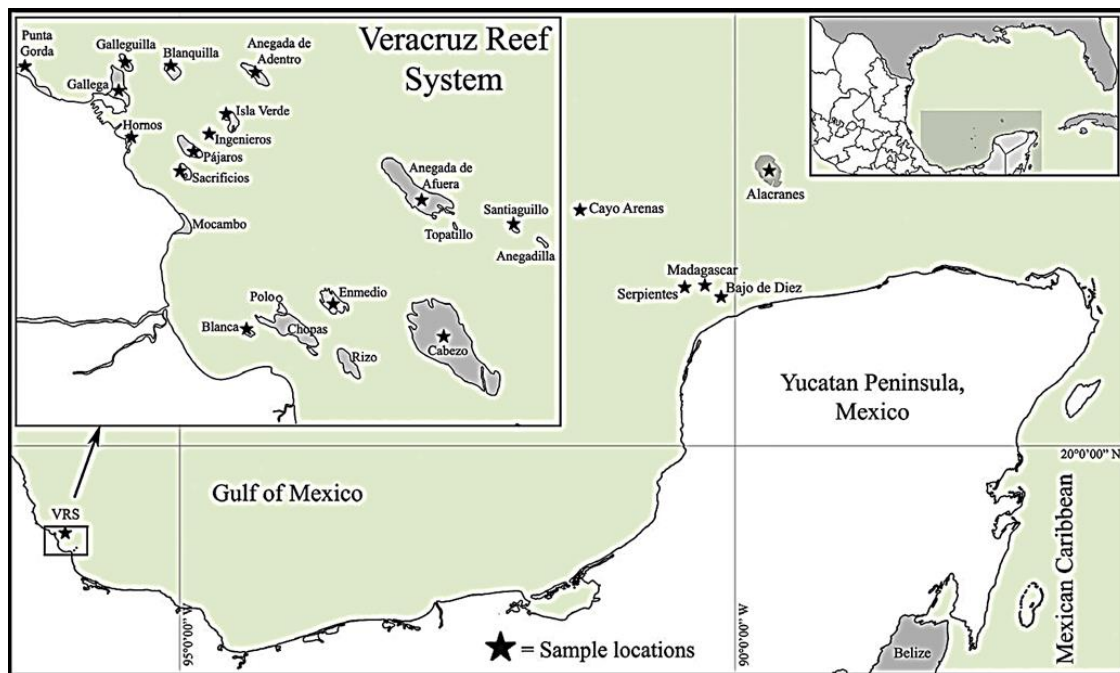 Veracruz Reef
System
Punta
Gorda
Galleguilla
Blanquilla
Anegada de
Adentro
Gallega
Isla Verde
Hornos
Ingenieros
Pájaros
Sacrificios
Anegada de
Afuera
Santiaguillo
Mocambo
Topatillo
Anegadilla
Polo
Enmedio
Blanca
Chopas
Rizo
Cabezo
Alacranes
Cayo Arenas
Madagascar
Serpientes
Bajo de Diez
Yucatan Peninsula,
Mexico
20°0'00" N
Gulf of Mexico
VRS
Mexican Caribbean
95°0'00" W
90°0'00" W
= Sample locations
Belize